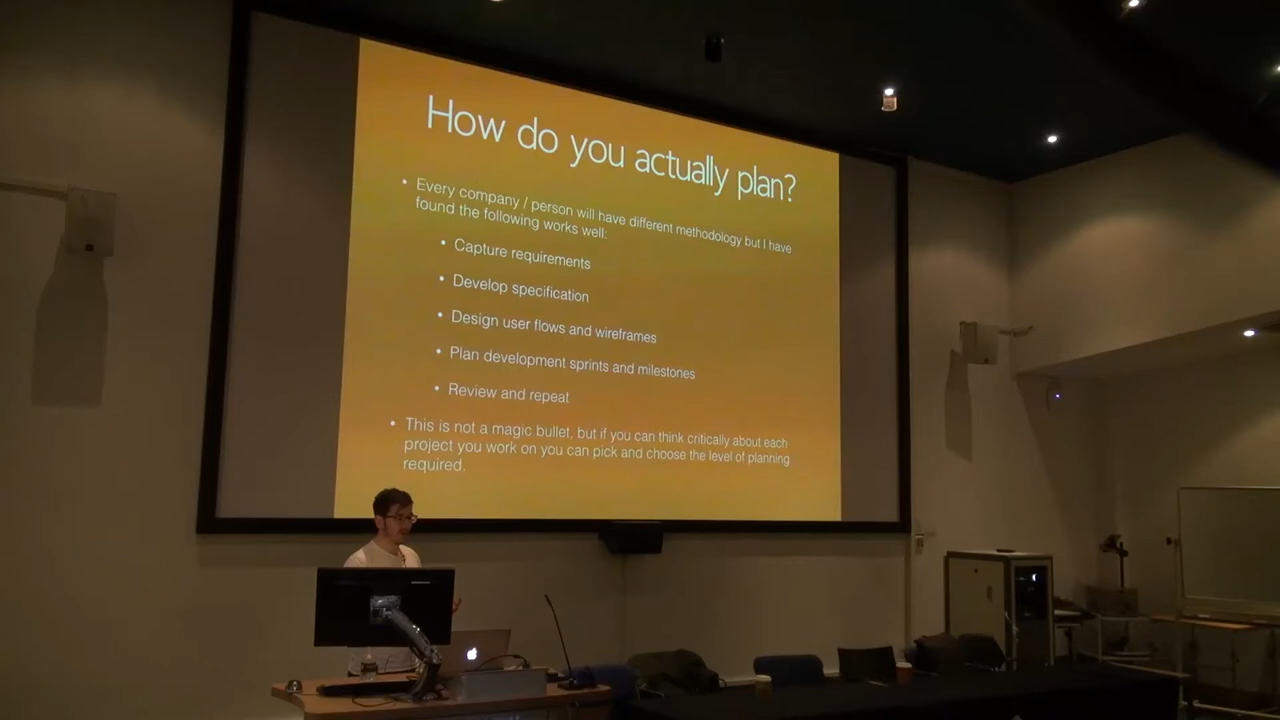 How do you actually plan?
• Every company / person will have different methodology but I have
found the following works well:
• Capture requirements
• Develop specification
• Design user flows and wireframes
• Plan development sprints and milestones
• Review and repeat
• This is not a magic bullet, but if you can think critically about each
project you work on you can pick and choose the level of planning
required.